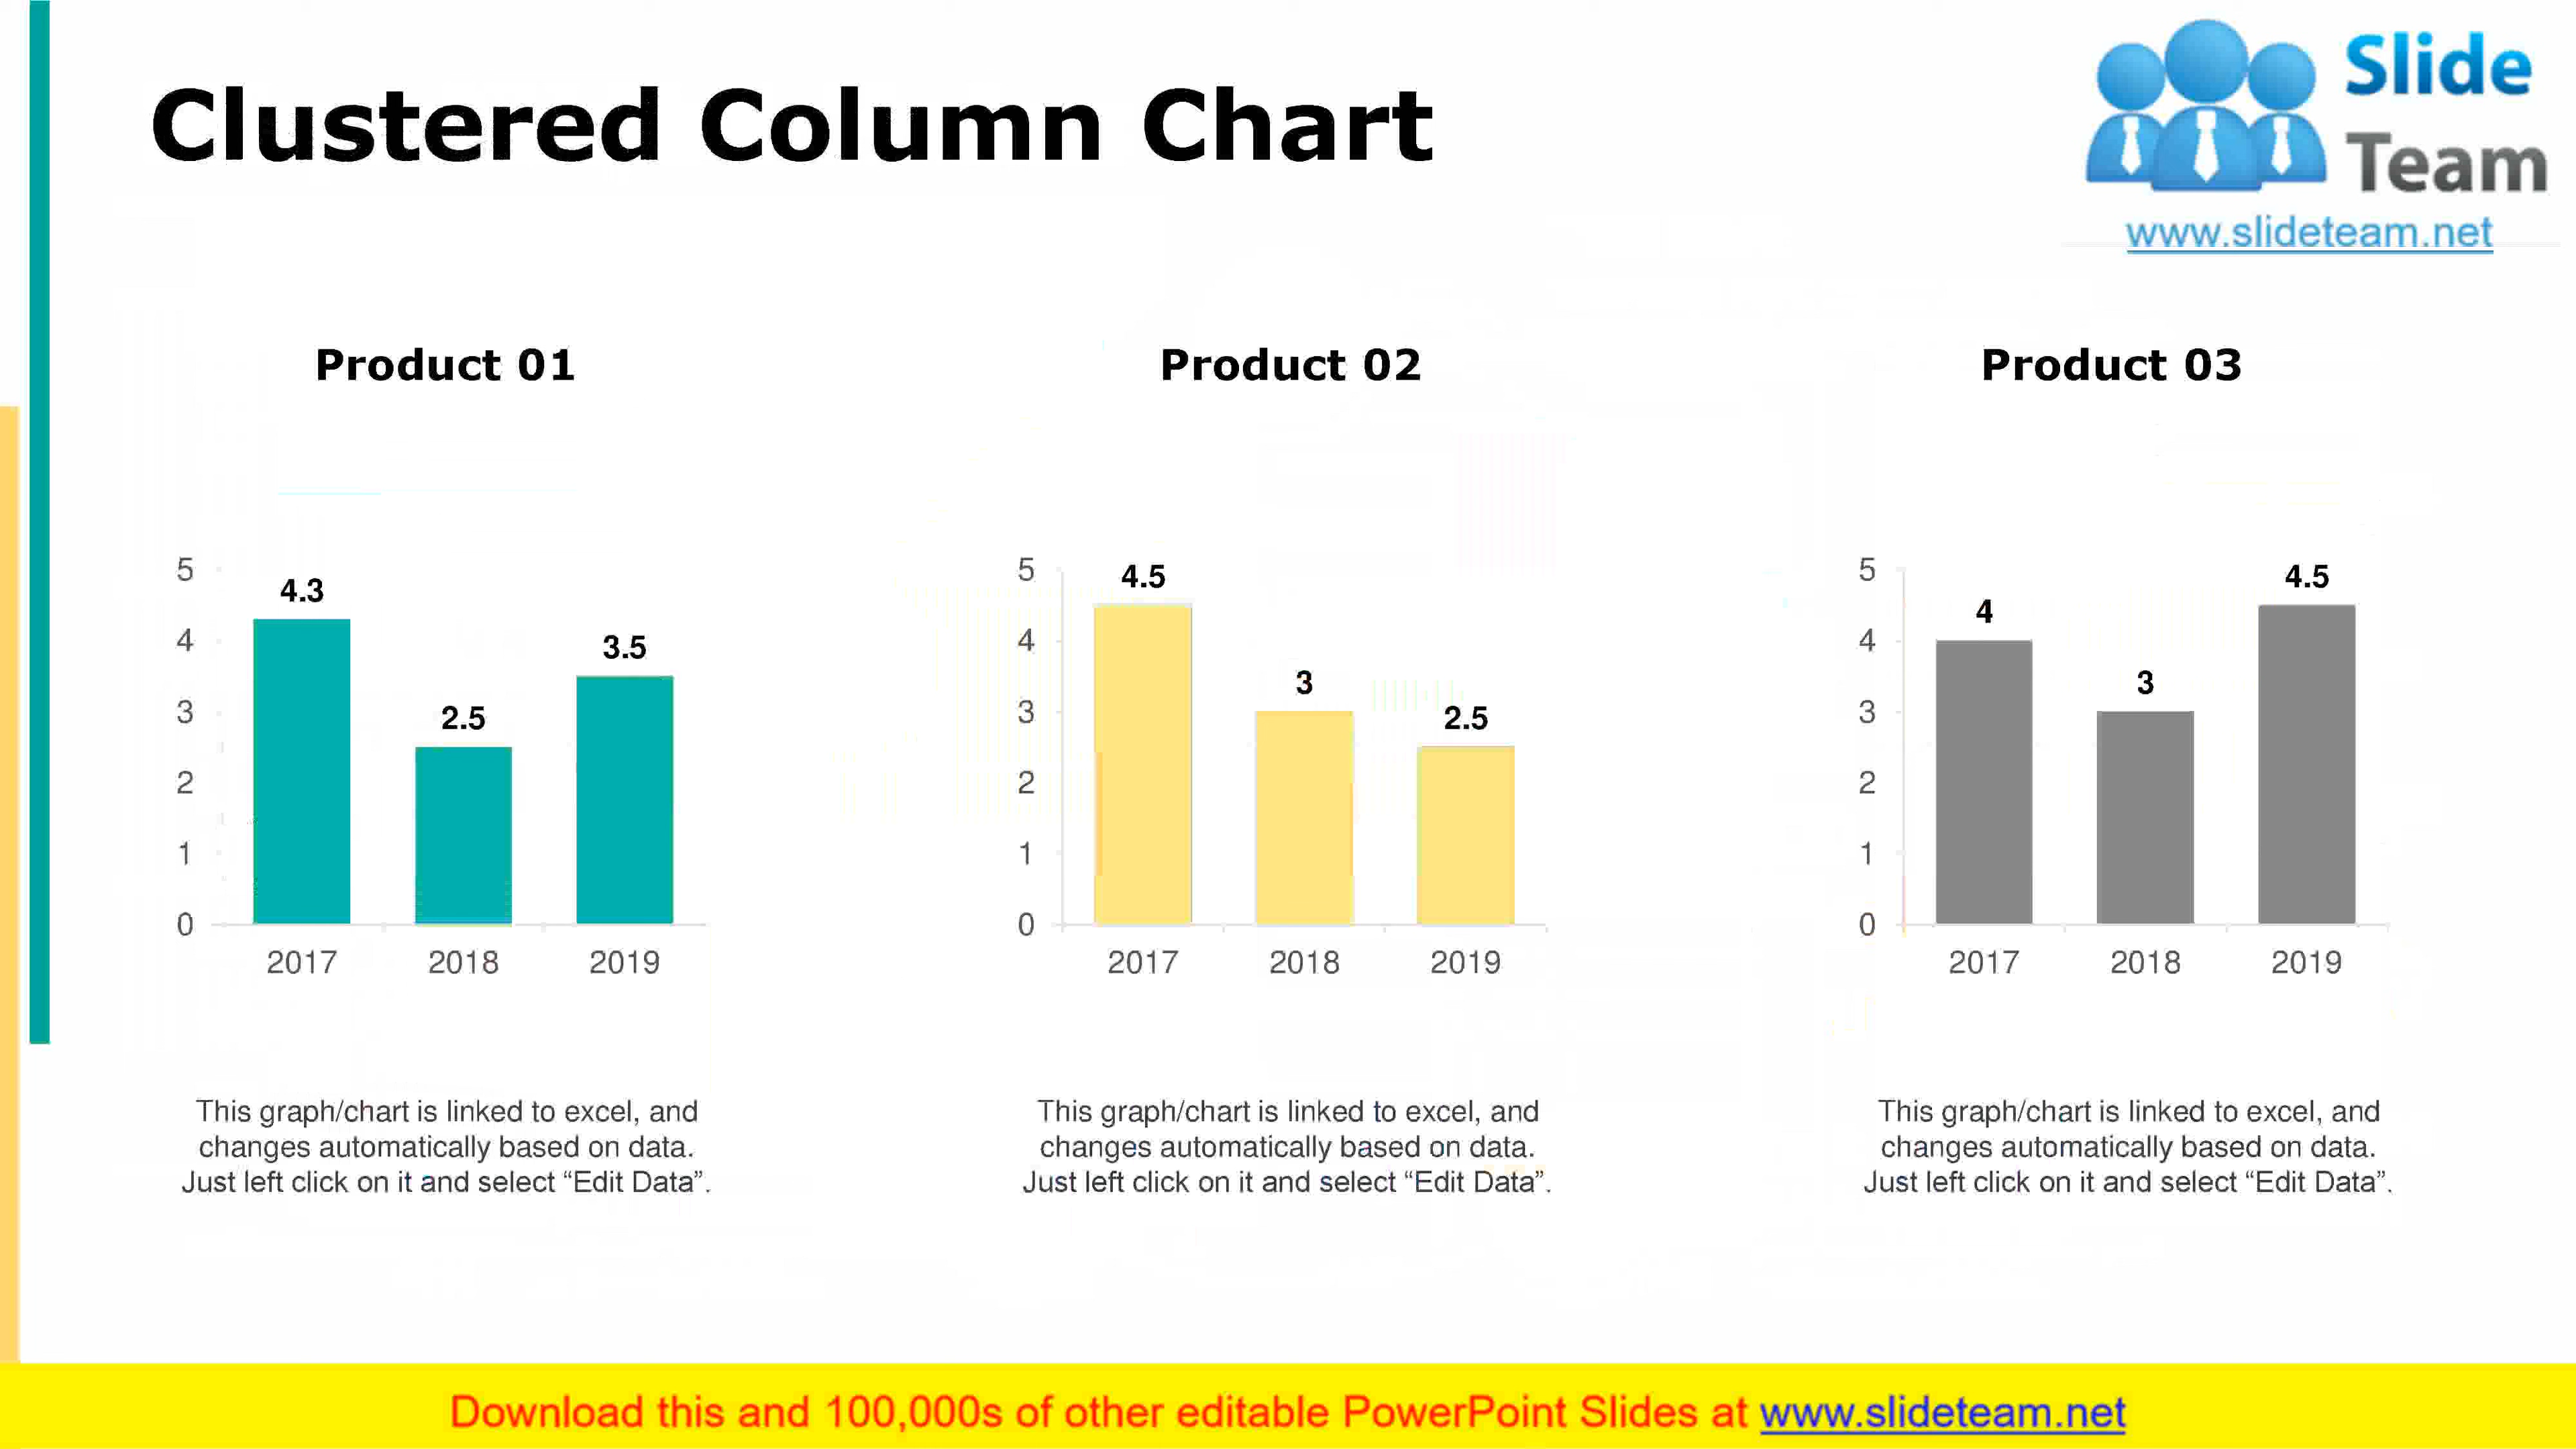 Clustered Column Chart
Slide
Team
www.slideteam.net
Product 01
5
4
3
2
1
0
4.3
2.5
3.5
2017 2018 2019
This graph/chart is linked to excel, and
changes automatically based on data.
Just left click on it and select “Edit Data”.
Product 02
5
4
3
2
1
0
4.5
3
2.5
2017 2018 2019
This graph/chart is linked to excel, and
changes automatically based on data.
Just left click on it and select “Edit Data”.
Product 03
5
4
3
2
1
0
4
3
4.5
2017 2018 2019
This graph/chart is linked to excel, and
changes automatically based on data.
Just left click on it and select “Edit Data”.
Download this and 100,000s of other editable PowerPoint Slides at www.slideteam.net